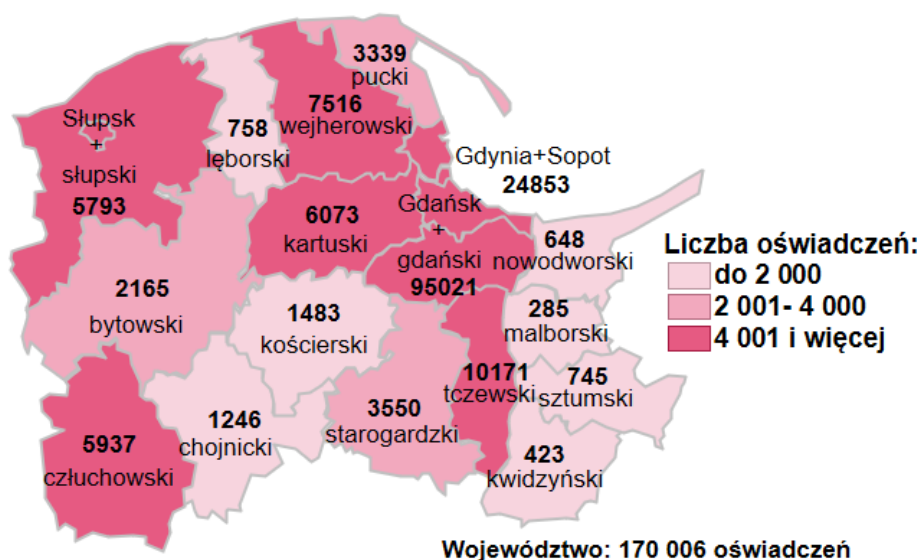 3339
pucki
7516
wejherowski
Słupsk
+
słupski
5793
758
lęborski
Gdynia+Sopot
24853
6073
kartuski
Gdańsk
+
gdański
95021
648
nowodworski
Liczba oświadczeń:
do 2 000
2 001- 4 000
4 001 i więcej
2165
bytowski
1483
kościerski
285
malborski
10171
tczewski
745
sztumski
1246
chojnicki
3550
starogardzki
5937
człuchowski
423
kwidzyński
Województwo: 170 006 oświadczeń